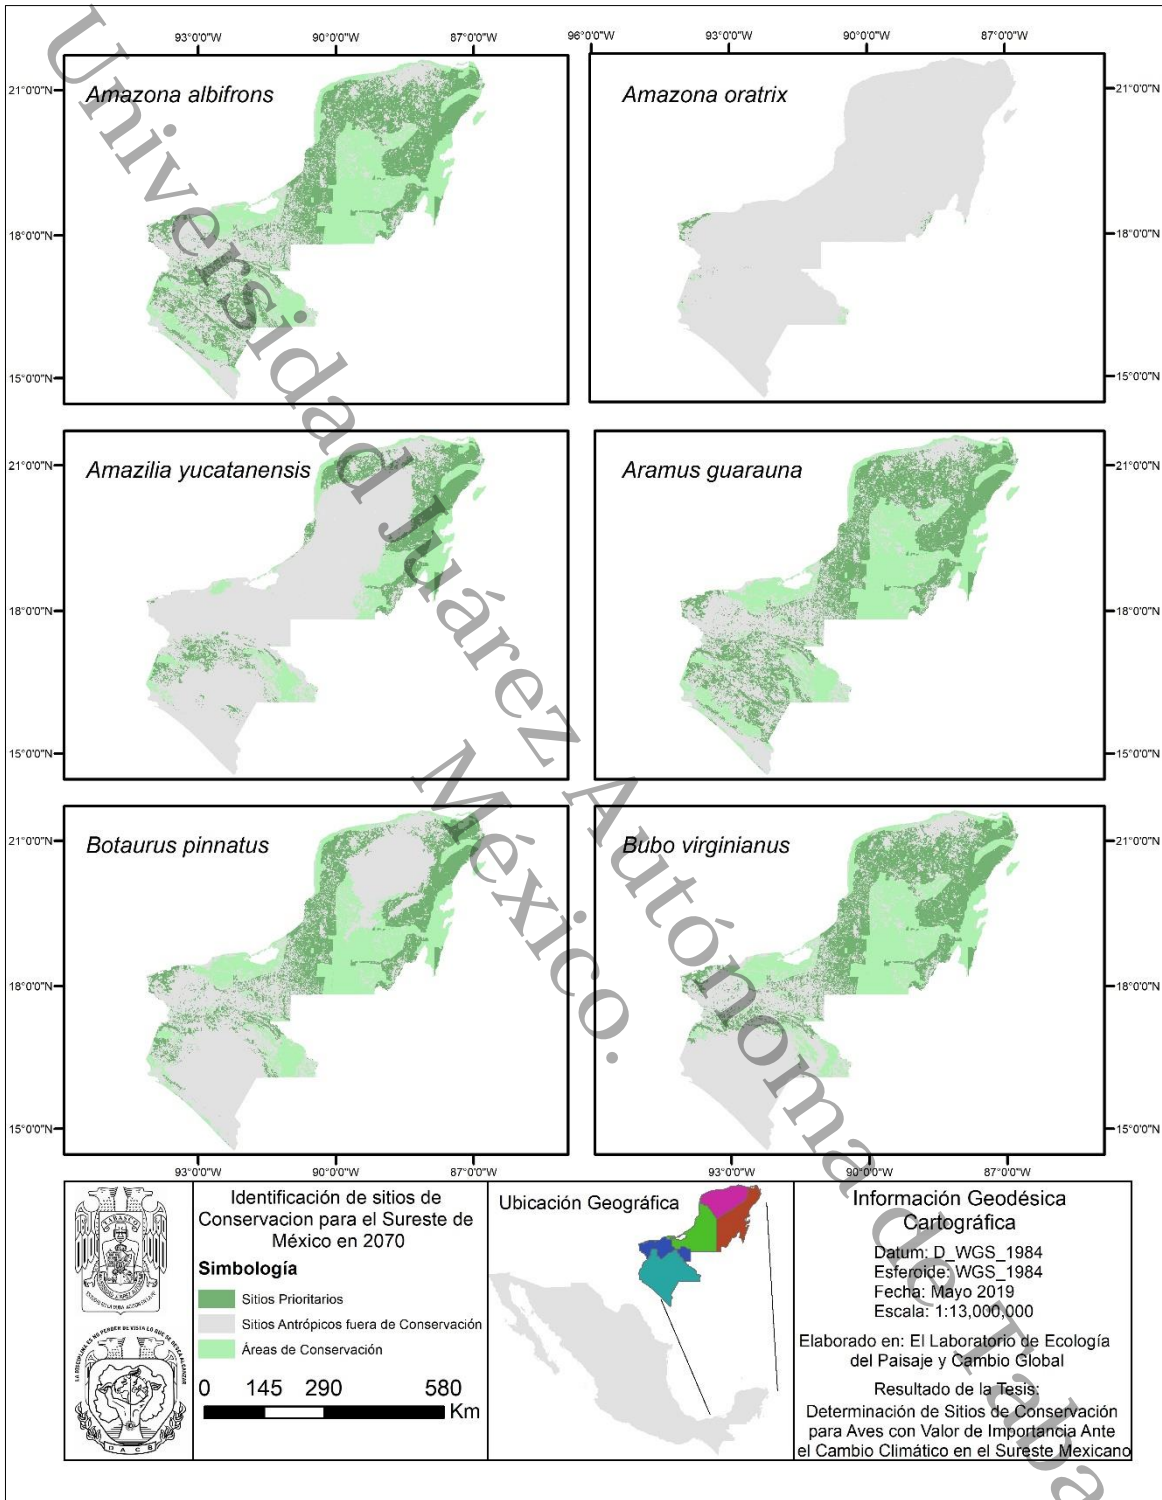 93°0'0"W 90°0'0"W 87°0'0"W 96°0'0"W 93°0'0"W 90°0'0"W 87°0'0"W
21°0'0"N
Amazona albifrons
Amazona oratrix
21°0'0"N
18°0'0"N
18°0'0"N
15°0'0"N
15°0'0"N
21°0'0"N
Amazilia yucatanensis
Aramus guarauna
21°0'0"N
18°0'0"N
18°0'0"N
15°0'0"N
15°0'0"N
21°0'0"N
Botaurus pinnatus
Bubo virginianus
21°0'0"N
18°0'0"N
18°0'0"N
15°0'0"N
15°0'0"N
93°0'0"W 90°0'0"W 87°0'0"W 93°0'0"W 90°0'0"W 87°0'0"W
Identificación de sitios de
Conservacion para el Sureste de
México en 2070
Simbología
Sitios Prioritarios
Sitios Antrópicos fuera de Conservación
Áreas de Conservación
0 145 290 580
Km
Ubicación Geográfica
Información Geodésica
Cartográfica
Datum: D_WGS_1984
Esferoide: WGS_1984
Fecha: Mayo 2019
Escala: 1:13,000,000
Elaborado en: El Laboratorio de Ecología
del Paisaje y Cambio Global
Resultado de la Tesis:
Determinación de Sitios de Conservación
para Aves con Valor de Importancia Ante
el Cambio Climático en el Sureste Mexicano
TABASCO
DACB
Universidad Juárez Autónoma de Taba
México.